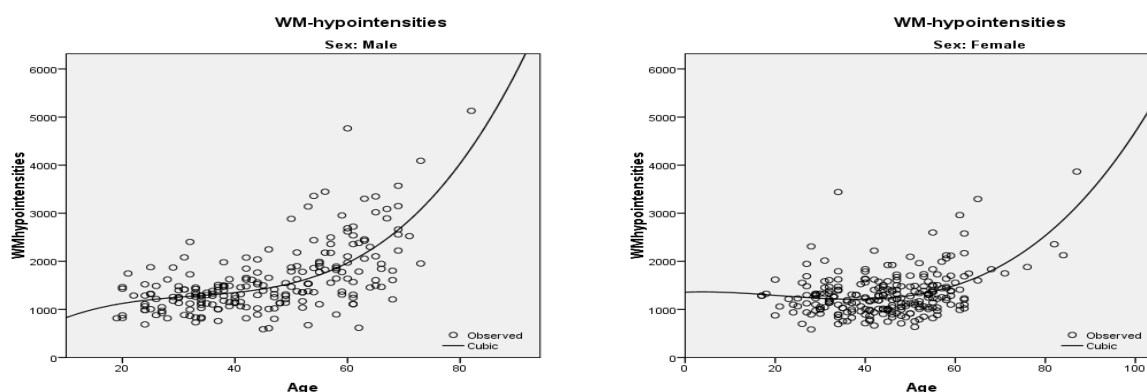 WM-hypointensities
Sex: Male
WMhypointensities
6000
5000
4000
3000
2000
1000
0
20
40
60
80
Age
Observed
Cubic
WM-hypointensities
Sex: Female
WMhypointensities
6000
5000
4000
3000
2000
1000
0
0
20
40
60
80
100
Age
Observed
Cubic